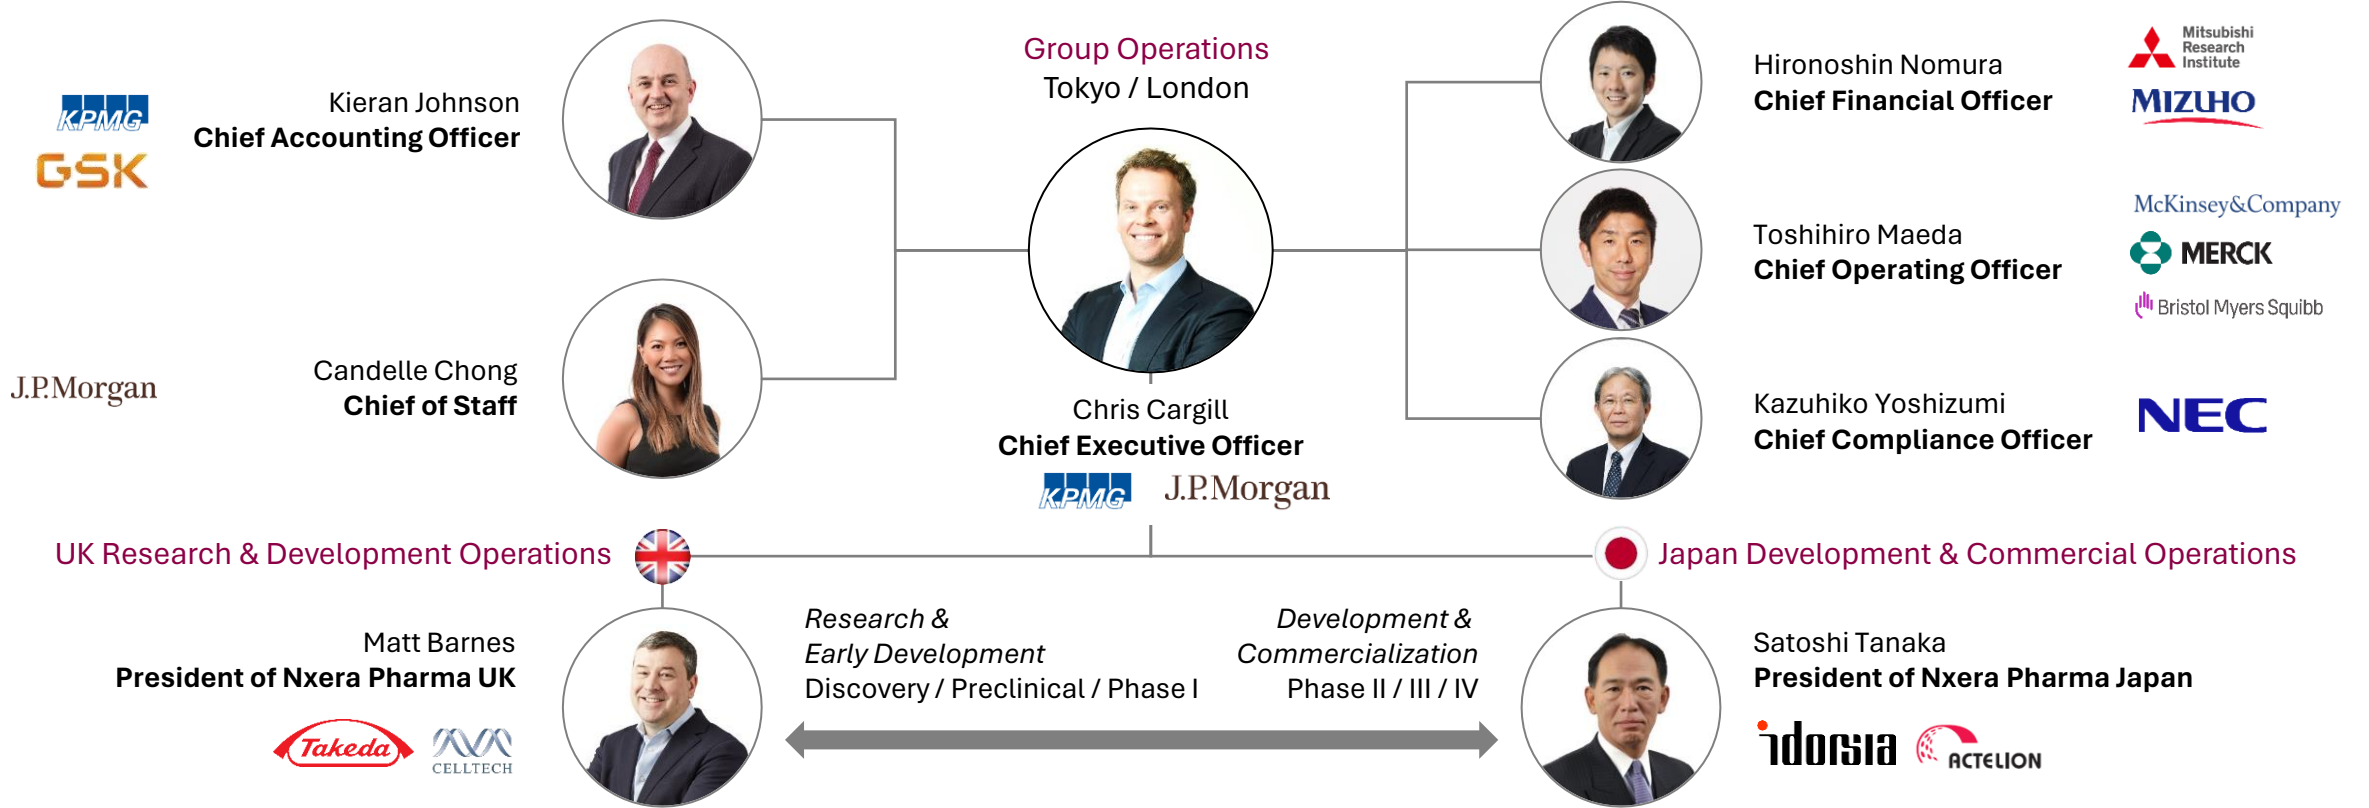 Group Operations
Tokyo / London
KPMG
GSK
Kieran Johnson
Chief Accounting Officer
J.P.Morgan
Candelle Chong
Chief of Staff
Chris Cargill
Chief Executive Officer
KPMG
J.P.Morgan
Hironoshin Nomura
Chief Financial Officer
Mitsubishi
Research
Institute
MIZUHO
Toshihiro Maeda
Chief Operating Officer
McKinsey&Company
MERCK
Bristol Myers Squibb
Kazuhiko Yoshizumi
Chief Compliance Officer
NEC
UK Research & Development Operations
Japan Development & Commercial Operations
Matt Barnes
President of Nxera Pharma UK
Takeda
CELLTECH
Research &
Early Development
Discovery / Preclinical / Phase I
Development &
Commercialization
Phase II / III / IV
Satoshi Tanaka
President of Nxera Pharma Japan
idorsia
ACTELION